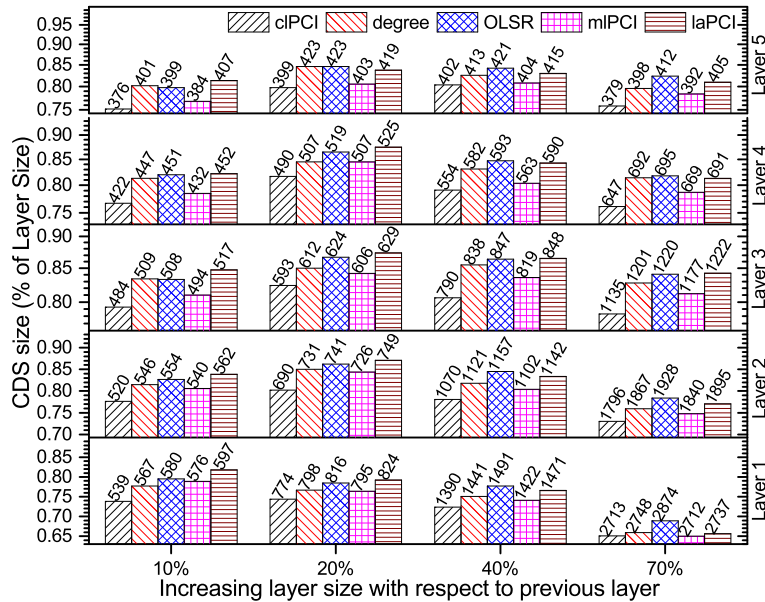 clPCI degree OLSR mlPCI laPCI
CDS size (% of Layer Size)
0.95
0.90
0.85
0.80
0.75
376 401 399 384 407
399 423 423 403 419
402 413 421 404 415
379 398 412 392 405
Layer 5
0.90
0.85
0.80
0.75
422 447 451 432 452
490 507 519 507 525
554 582 593 563 590
647 692 695 669 691
Layer 4
0.90
0.80
484 509 508 494 517
593 612 624 606 629
790 838 847 819 848
1135 1201 1220 1177 1222
Layer 3
0.90
0.85
0.80
0.75
0.70
520 546 554 540 562
690 731 741 726 749
1070 1121 1157 1102 1142
1796 1867 1928 1840 1895
Layer 2
0.80
0.75
0.70
0.65
539 567 580 576 597
774 798 816 795 824
1390 1441 1491 1422 1471
2713 2748 2874 2712 2737
Layer 1
10% 20% 40% 70%
Increasing layer size with respect to previous layer